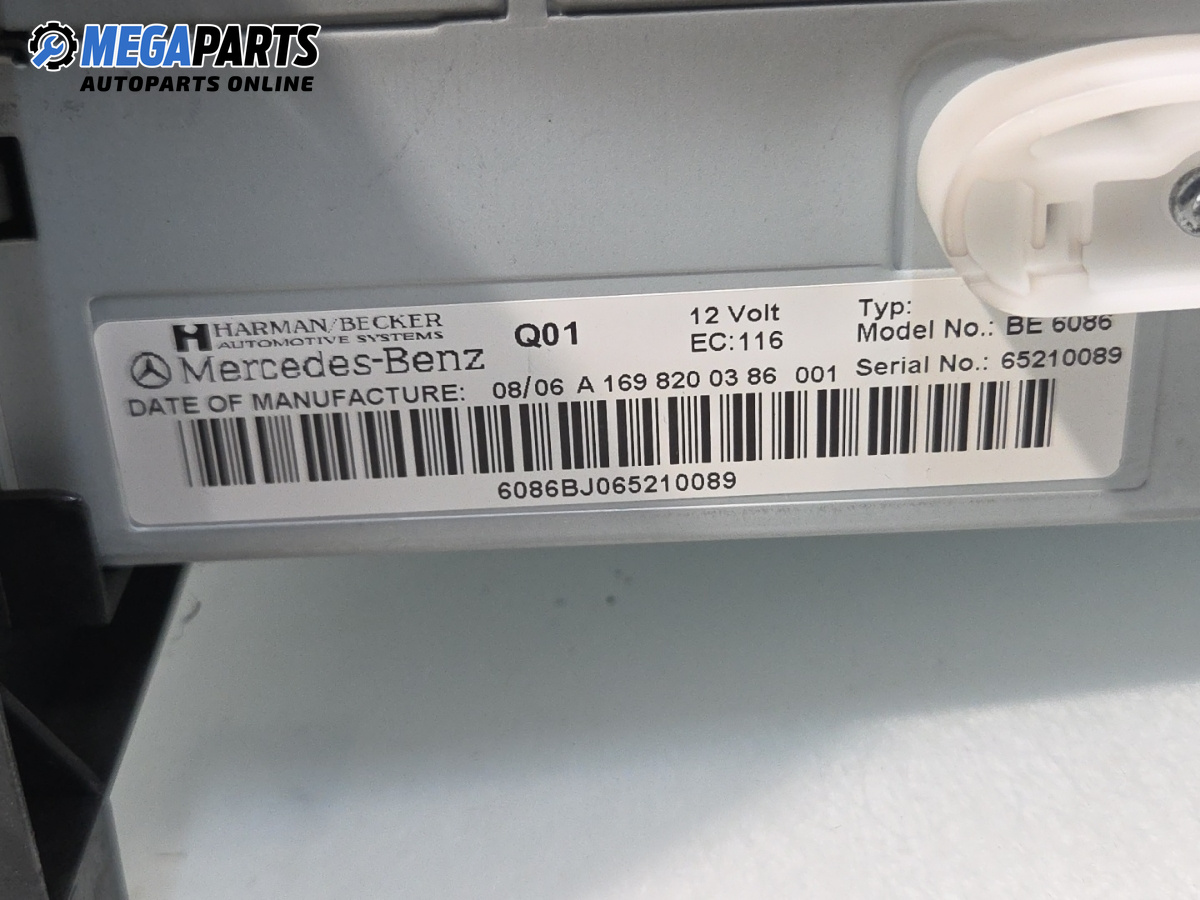 MEGAPARTS
AUTOPARTS ONLINE
HARMAN/BECKER
AUTOMOTIVE SYSTEMS
Mercedes-Benz
Q01
12 Volt
EC:116
Typ:
Model No.: BE 6086
Serial No.: 65210089
DATE OF MANUFACTURE: 08/06 A 169 820 03 86 001
6086BJ065210089